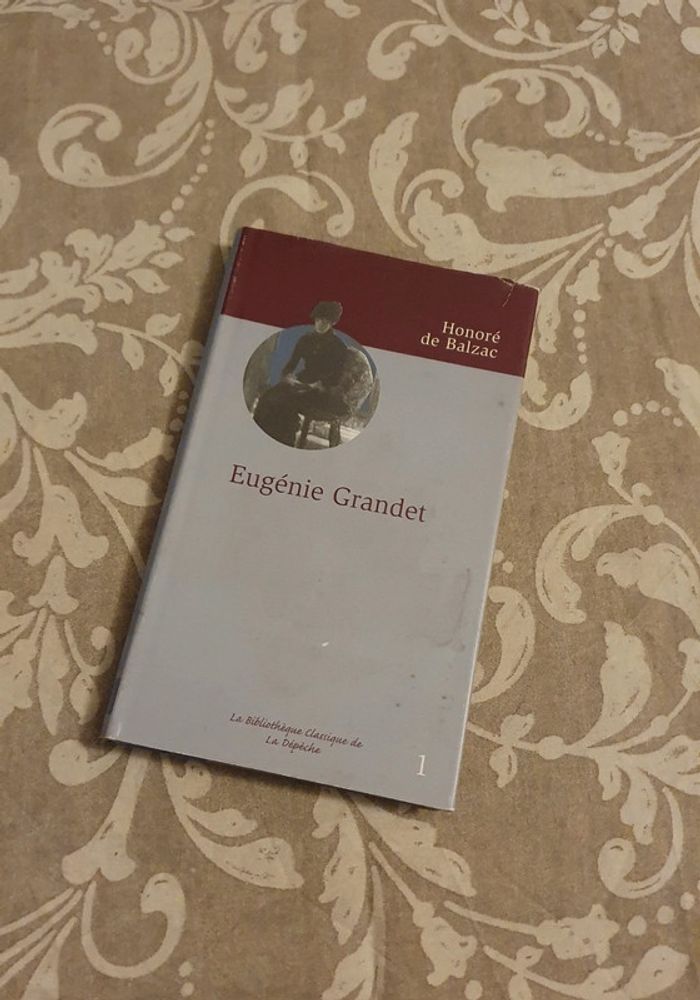 Honoré
de Balzac
Eugénie Grandet
La Bibliothèque Classique de
La Dépêche
1